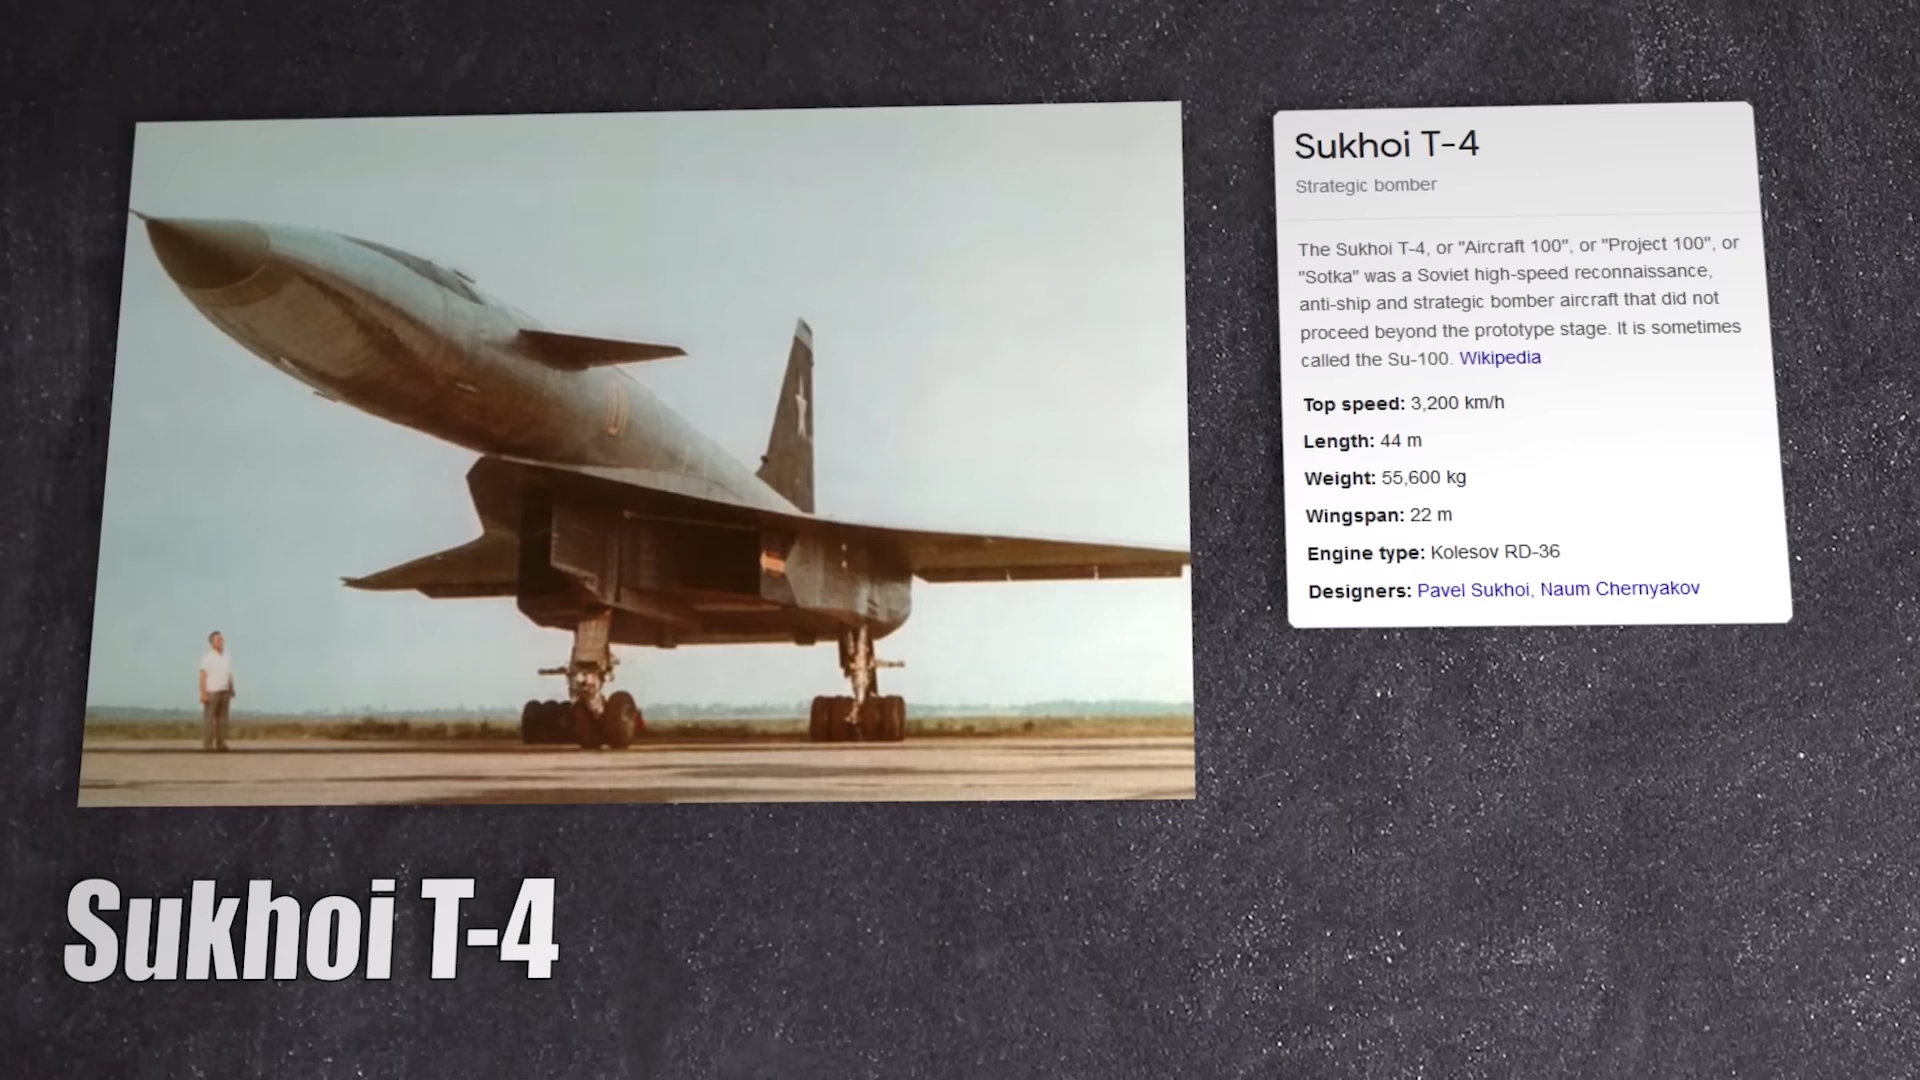 Sukhoi T-4
Strategic bomber
The Sukhoi T-4, or "Aircraft 100", or "Project 100", or
"Sotka" was a Soviet high-speed reconnaissance,
anti-ship and strategic bomber aircraft that did not
proceed beyond the prototype stage. It is sometimes
called the Su-100. Wikipedia
Top speed: 3,200 km/h
Length: 44 m
Weight: 55,600 kg
Wingspan: 22 m
Engine type: Kolesov RD-36
Designers: Pavel Sukhoi, Naum Chernyakov
Sukhoi T-4